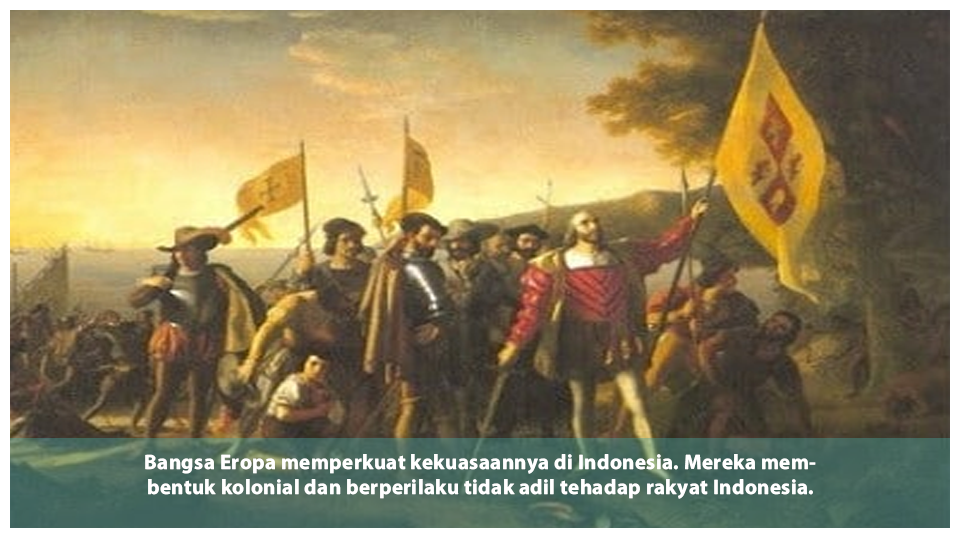 Bangsa Eropa memperkuat kekuasaannya di Indonesia. Mereka mem-
bentuk kolonial dan berperilaku tidak adil tehadap rakyat Indonesia.